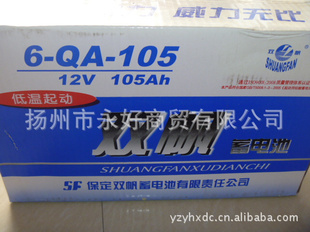 威力无比
双帆
SHUANGFAN
6-QA-105
12V 105Ah
低温起动
扬州市永好商贸有限公司
双帆
蓄电池
SHUANGFANXUDIANCHI
SF 保定双帆蓄电池有限责任公司
yzyhxdc.cn.1688.com